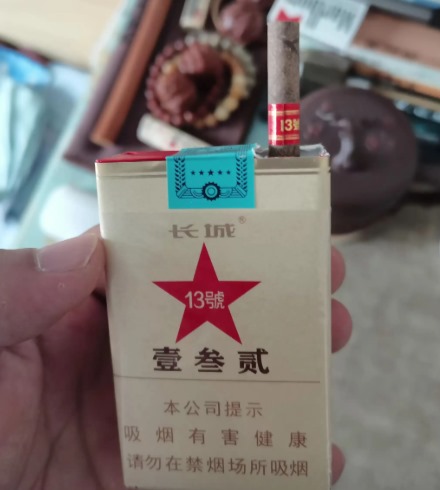 13號
长城®
13號
壹叁贰
本公司提示
吸烟有害健康
请勿在禁烟场所吸烟